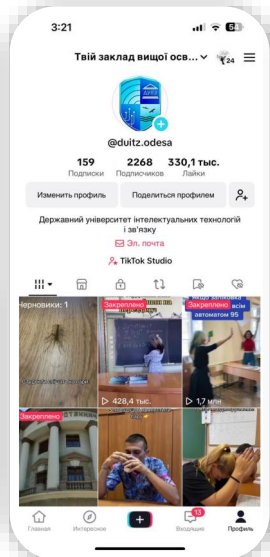 3:21
64
Твій заклад вищої осв...
24
ДУІТЗ
@duitz.odesa
159
2268
330,1 тыс.
Подписки
Подписчиков
Лайки
Изменить профиль
Поделиться профилем
Державний університет інтелектуальних технологій
і зв'язку
Эл. почта
TikTok Studio
Черновики: 1
Закреплено
Закреплено
всім
автоматом 95
428,4 тыс.
1,7 млн
Закреплено
13
Главная
Интересное
Входящие
Профиль